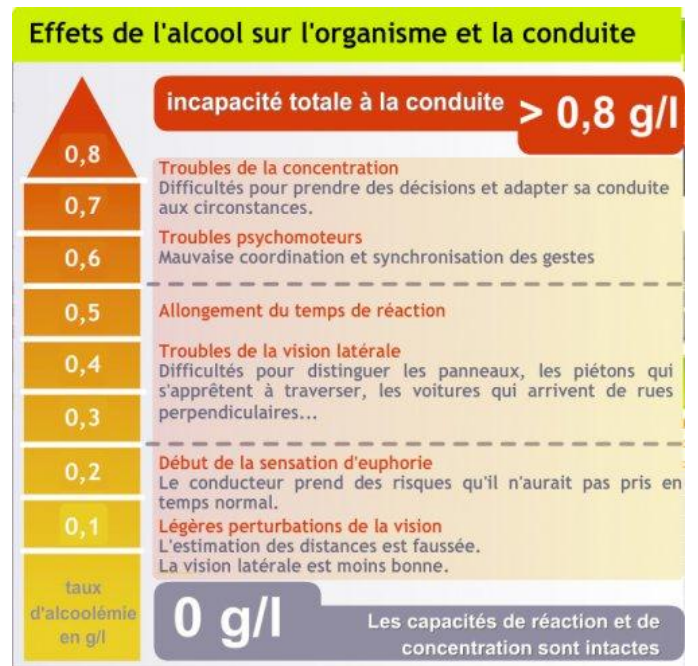 Effets de l'alcool sur l'organisme et la conduite
incapacité totale à la conduite > 0,8 g/l
0,8
Troubles de la concentration
Difficultés pour prendre des décisions et adapter sa conduite
aux circonstances.
0,7
Troubles psychomoteurs
Mauvaise coordination et synchronisation des gestes
0,6
0,5
Allongement du temps de réaction
0,4
Troubles de la vision latérale
Difficultés pour distinguer les panneaux, les piétons qui
s'apprêtent à traverser, les voitures qui arrivent de rues
perpendiculaires...
0,3
0,2
Début de la sensation d'euphorie
Le conducteur prend des risques qu'il n'aurait pas pris en
temps normal.
0,1
Légères perturbations de la vision
L'estimation des distances est faussée.
La vision latérale est moins bonne.
taux
d'alcoolémie
en g/l
0 g/l
Les capacités de réaction et de
concentration sont intactes